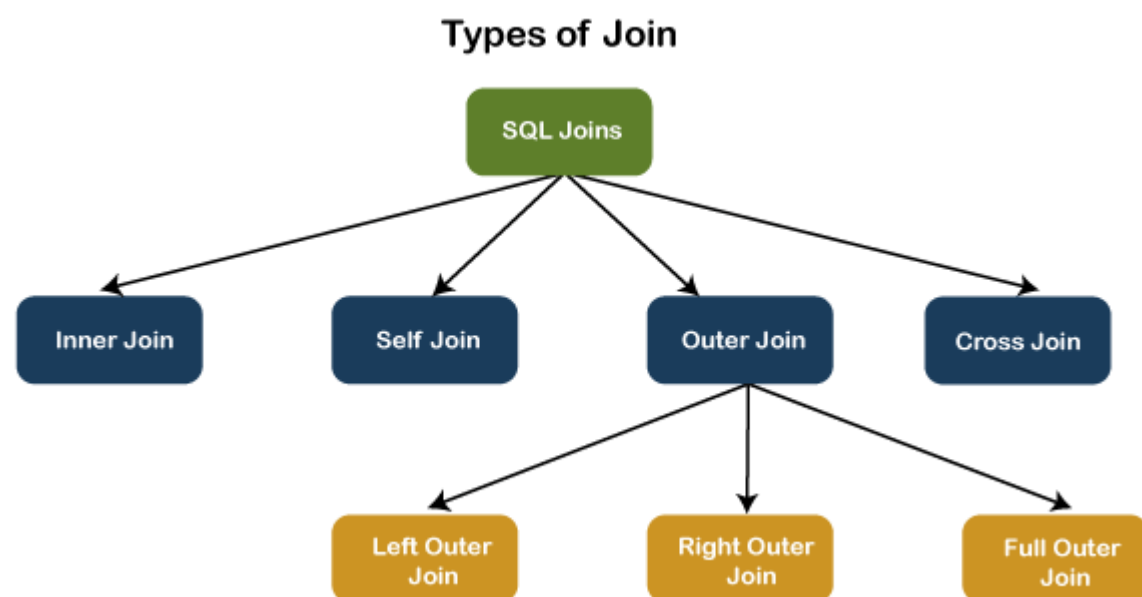 Types of Join
SQL Joins
Inner Join
Self Join
Outer Join
Cross Join
Left Outer
Join
Right Outer
Join
Full Outer
Join